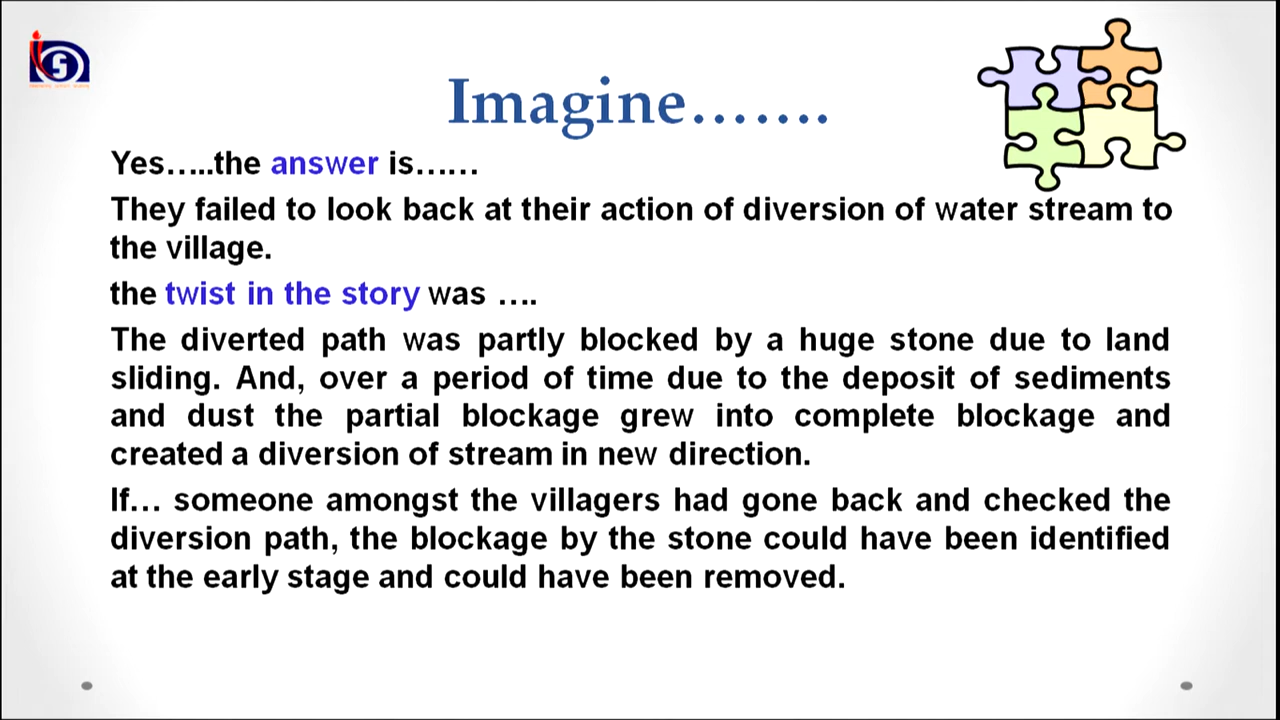 Imagine…….
Yes…..the answer is……
They failed to look back at their action of diversion of water stream to
the village.
the twist in the story was ….
The diverted path was partly blocked by a huge stone due to land
sliding. And, over a period of time due to the deposit of sediments
and dust the partial blockage grew into complete blockage and
created a diversion of stream in new direction.
If… someone amongst the villagers had gone back and checked the
diversion path, the blockage by the stone could have been identified
at the early stage and could have been removed.